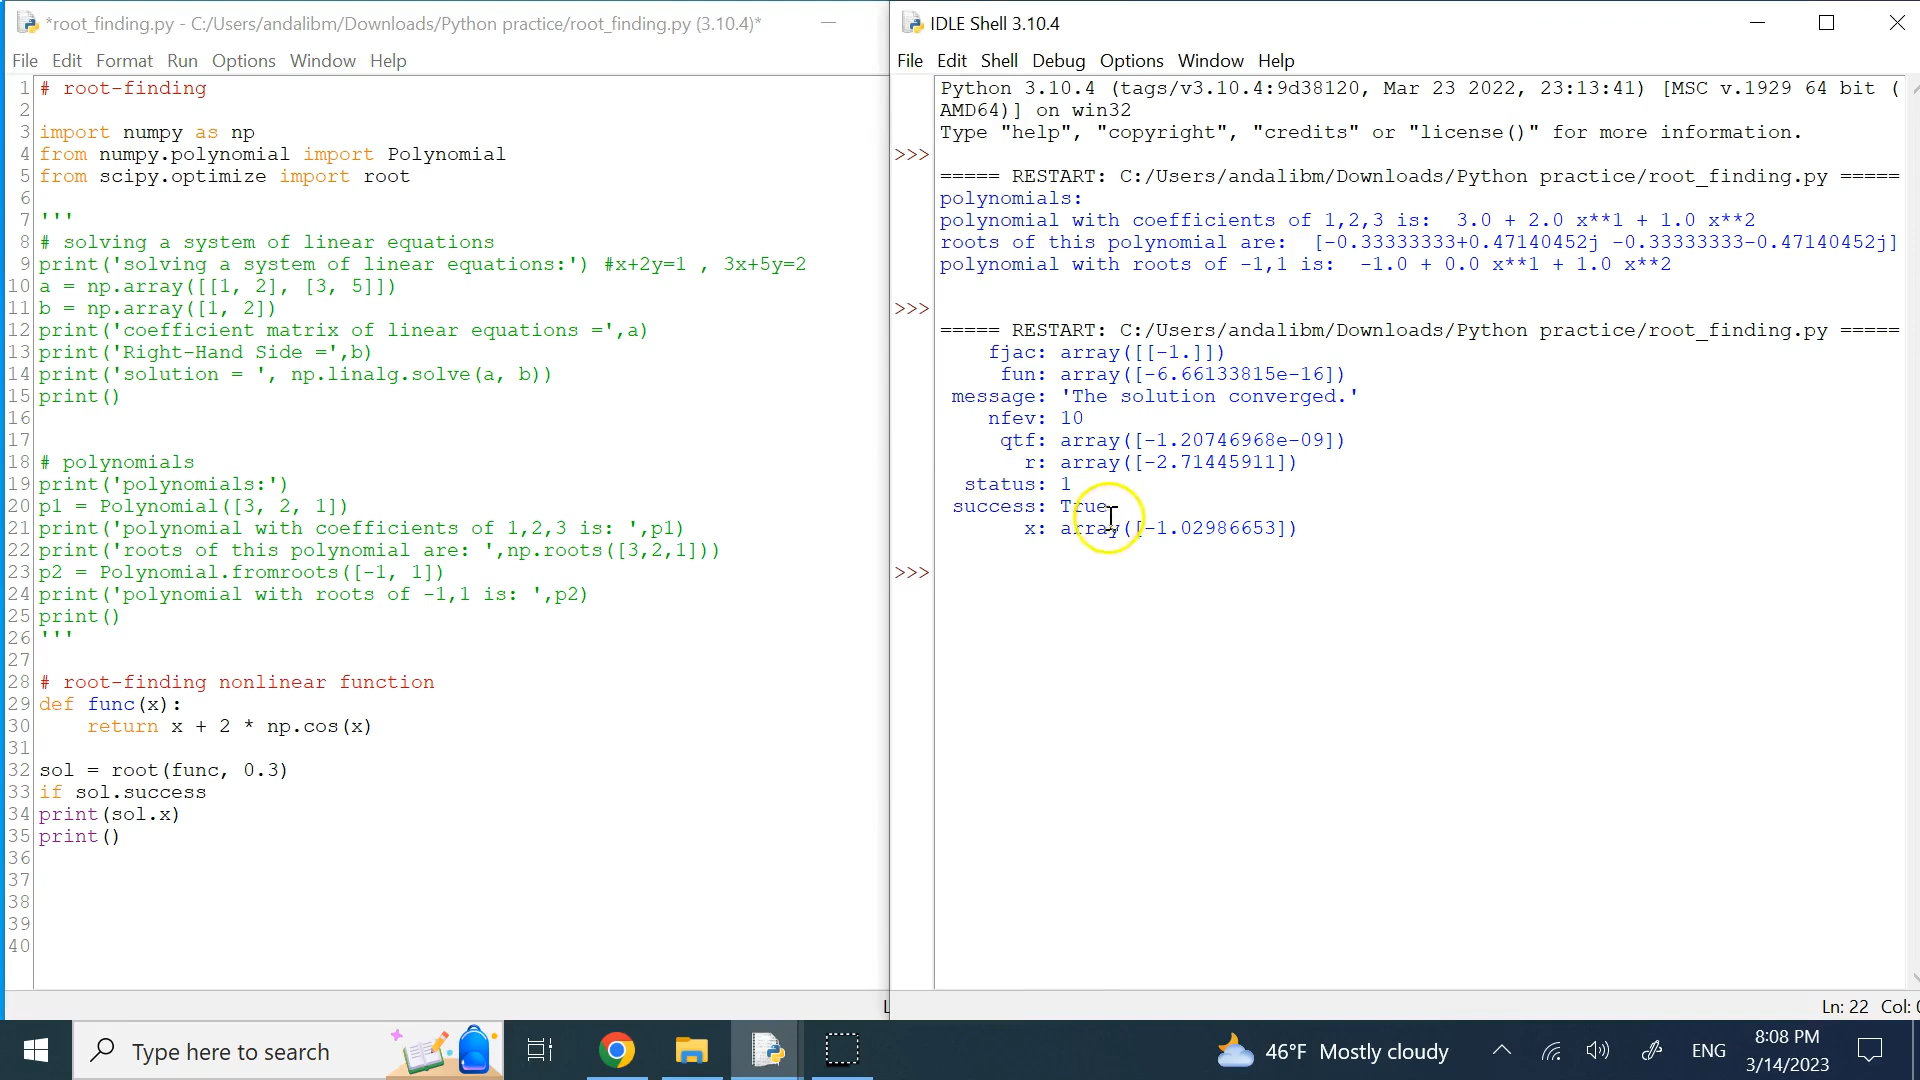 *root_finding.py - C:/Users/andalibm/Downloads/Python practice/root_finding.py (3.10.4)*
File Edit Format Run Options Window Help
1 # root-finding
2
3 import numpy as np
4 from numpy.polynomial import Polynomial
5 from scipy.optimize import root
6
7 '''
8 # solving a system of linear equations
9 print('solving a system of linear equations:') #x+2y=1 , 3x+5y=2
10 a = np.array([[1, 2], [3, 5]])
11 b = np.array([1, 2])
12 print('coefficient matrix of linear equations =',a)
13 print('Right-Hand Side =',b)
14 print('solution = ', np.linalg.solve(a, b))
15 print()
16
17
18 # polynomials
19 print('polynomials:')
20 p1 = Polynomial([3, 2, 1])
21 print('polynomial with coefficients of 1,2,3 is: ',p1)
22 print('roots of this polynomial are: ',np.roots([3,2,1]))
23 p2 = Polynomial.fromroots([-1, 1])
24 print('polynomial with roots of -1,1 is: ',p2)
25 print()
26 '''
27
28 # root-finding nonlinear function
29 def func(x):
30     return x + 2 * np.cos(x)
31
32 sol = root(func, 0.3)
33 if sol.success
34 print(sol.x)
35 print()
36
37
38
39
40
IDLE Shell 3.10.4
File Edit Shell Debug Options Window Help
Python 3.10.4 (tags/v3.10.4:9d38120, Mar 23 2022, 23:13:41) [MSC v.1929 64 bit (
AMD64)] on win32
Type "help", "copyright", "credits" or "license()" for more information.
>>>
===== RESTART: C:/Users/andalibm/Downloads/Python practice/root_finding.py =====
polynomials:
polynomial with coefficients of 1,2,3 is:  3.0 + 2.0 x**1 + 1.0 x**2
roots of this polynomial are:  [-0.33333333+0.47140452j -0.33333333-0.47140452j]
polynomial with roots of -1,1 is:  -1.0 + 0.0 x**1 + 1.0 x**2
>>>
===== RESTART: C:/Users/andalibm/Downloads/Python practice/root_finding.py =====
fjac: array([[-1.]])
fun: array([-6.66133815e-16])
message: 'The solution converged.'
nfev: 10
qtf: array([-1.20746968e-09])
r: array([-2.71445911])
status: 1
success: True
x: array([-1.02986653])
>>>
Ln: 22 Col:
Type here to search
46°F Mostly cloudy
ENG
8:08 PM
3/14/2023